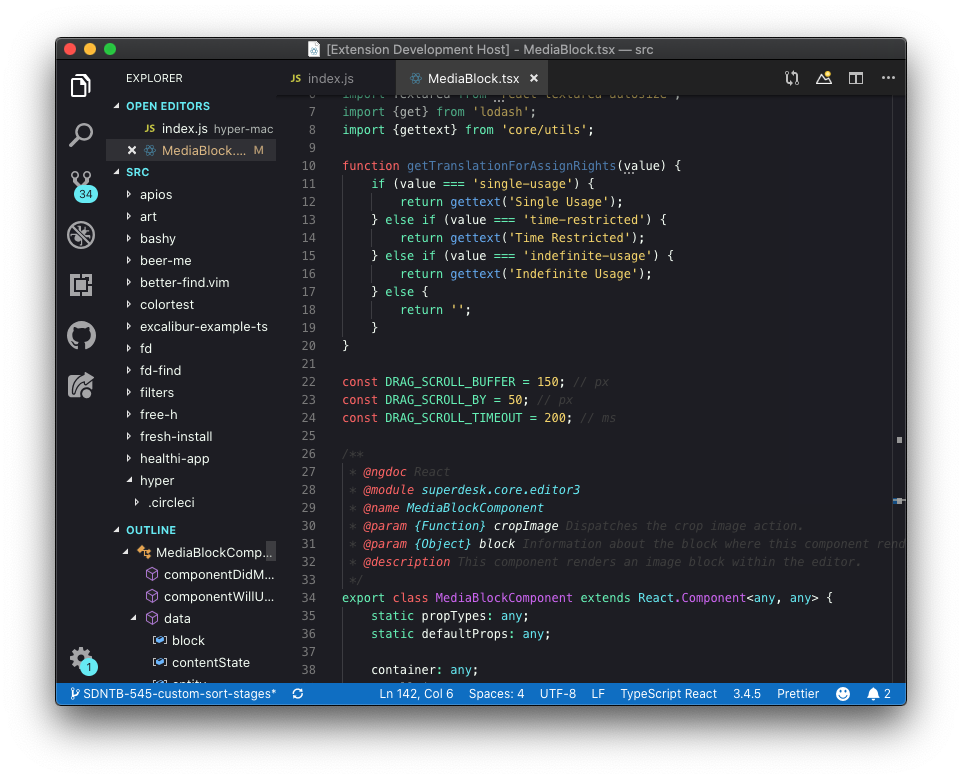 [Extension Development Host] - MediaBlock.tsx — src
EXPLORER
OPEN EDITORS
JS index.js hyper-mac
MediaBlock.... M
SRC
apios
art
bashy
beer-me
better-find.vim
colortest
excalibur-example-ts
fd
fd-find
filters
free-h
fresh-install
healthi-app
hyper
.circleci
OUTLINE
MediaBlockComp...
componentDidM...
componentWillU...
data
block
contentState
entity
34
1
JS index.js
MediaBlock.tsx ×
7 import {get} from 'lodash';
8 import {gettext} from 'core/utils';
9
10 function getTranslationForAssignRights(value) {
11 if (value === 'single-usage') {
12 return gettext('Single Usage');
13 } else if (value === 'time-restricted') {
14 return gettext('Time Restricted');
15 } else if (value === 'indefinite-usage') {
16 return gettext('Indefinite Usage');
17 } else {
18 return '';
19 }
20 }
21
22 const DRAG_SCROLL_BUFFER = 150; // px
23 const DRAG_SCROLL_BY = 50; // px
24 const DRAG_SCROLL_TIMEOUT = 200; // ms
25
26 /**
27 * @ngdoc React
28 * @module superdesk.core.editor3
29 * @name MediaBlockComponent
30 * @param {Function} cropImage Dispatches the crop image action.
31 * @param {Object} block Information about the block where this component rend
32 * @description This component renders an image block within the editor.
33 */
34 export class MediaBlockComponent extends React.Component<any, any> {
35 static propTypes: any;
36 static defaultProps: any;
37
38 container: any;
SDNTB-545-custom-sort-stages* Ln 142, Col 6 Spaces: 4 UTF-8 LF TypeScript React 3.4.5 Prettier 2